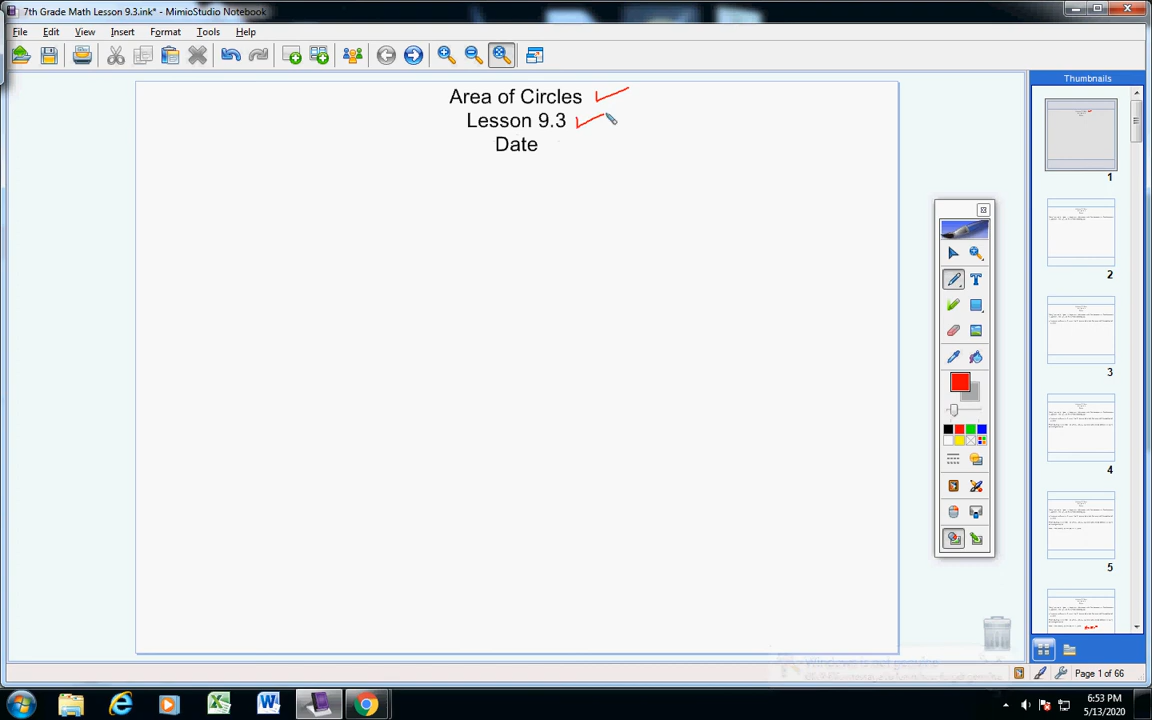 7th Grade Math Lesson 9.3.ink* - MimioStudio Notebook
File Edit View Insert Format Tools Help
Area of Circles
Lesson 9.3
Date
Thumbnails
1
2
3
4
5
T
Page 1 of 66
6:53 PM
5/13/2020